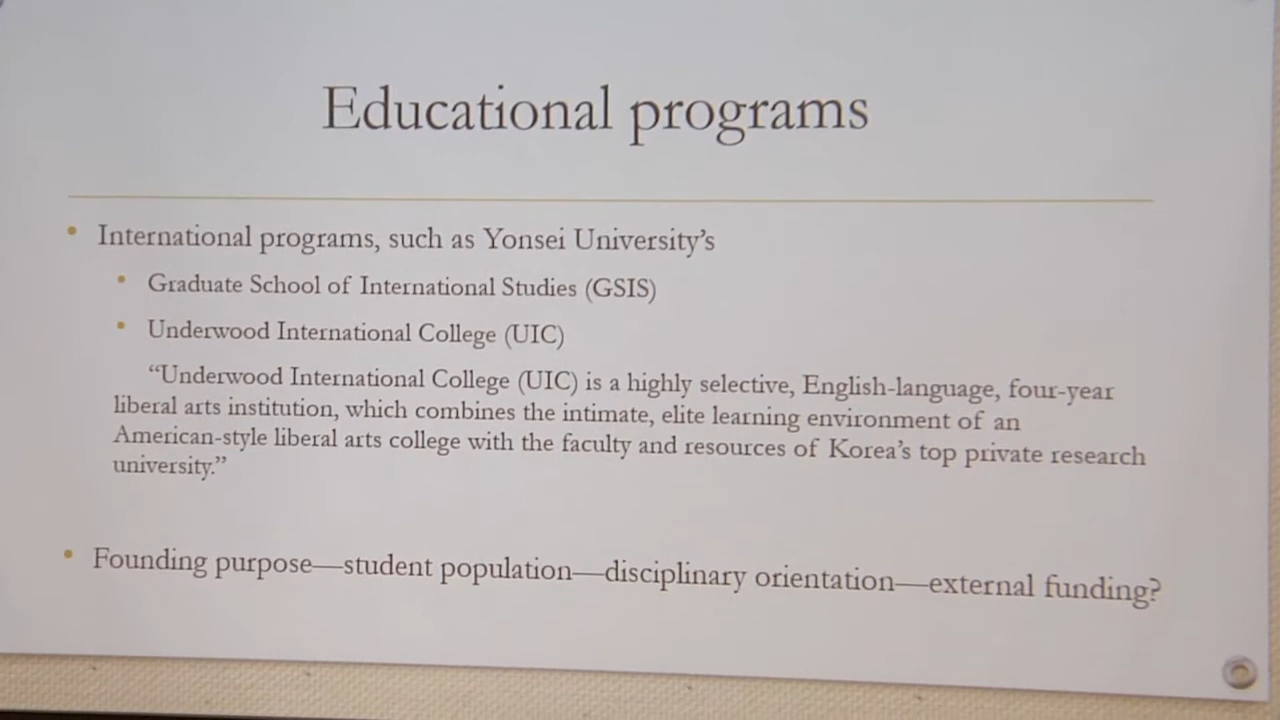 Educational programs
• International programs, such as Yonsei University’s
• Graduate School of International Studies (GSIS)
• Underwood International College (UIC)
“Underwood International College (UIC) is a highly selective, English-language, four-year
liberal arts institution, which combines the intimate, elite learning environment of an
American-style liberal arts college with the faculty and resources of Korea’s top private research
university.”
• Founding purpose—student population—disciplinary orientation—external funding?